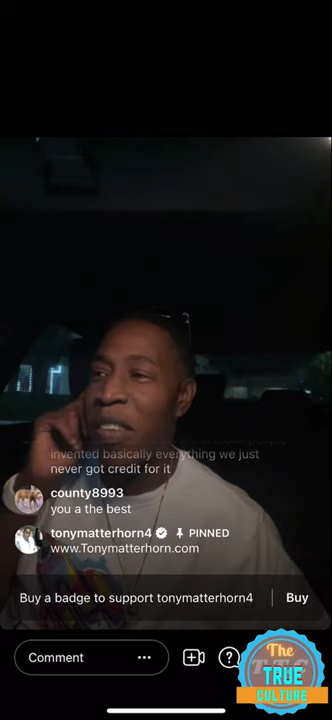 invented basically everything we just
never got credit for it
county8993
you a the best
tonymatterhorn4 PINNED
www.Tonymatterhorn.com
Buy a badge to support tonymatterhorn4
Buy
Comment
The
TRUE
CULTURE